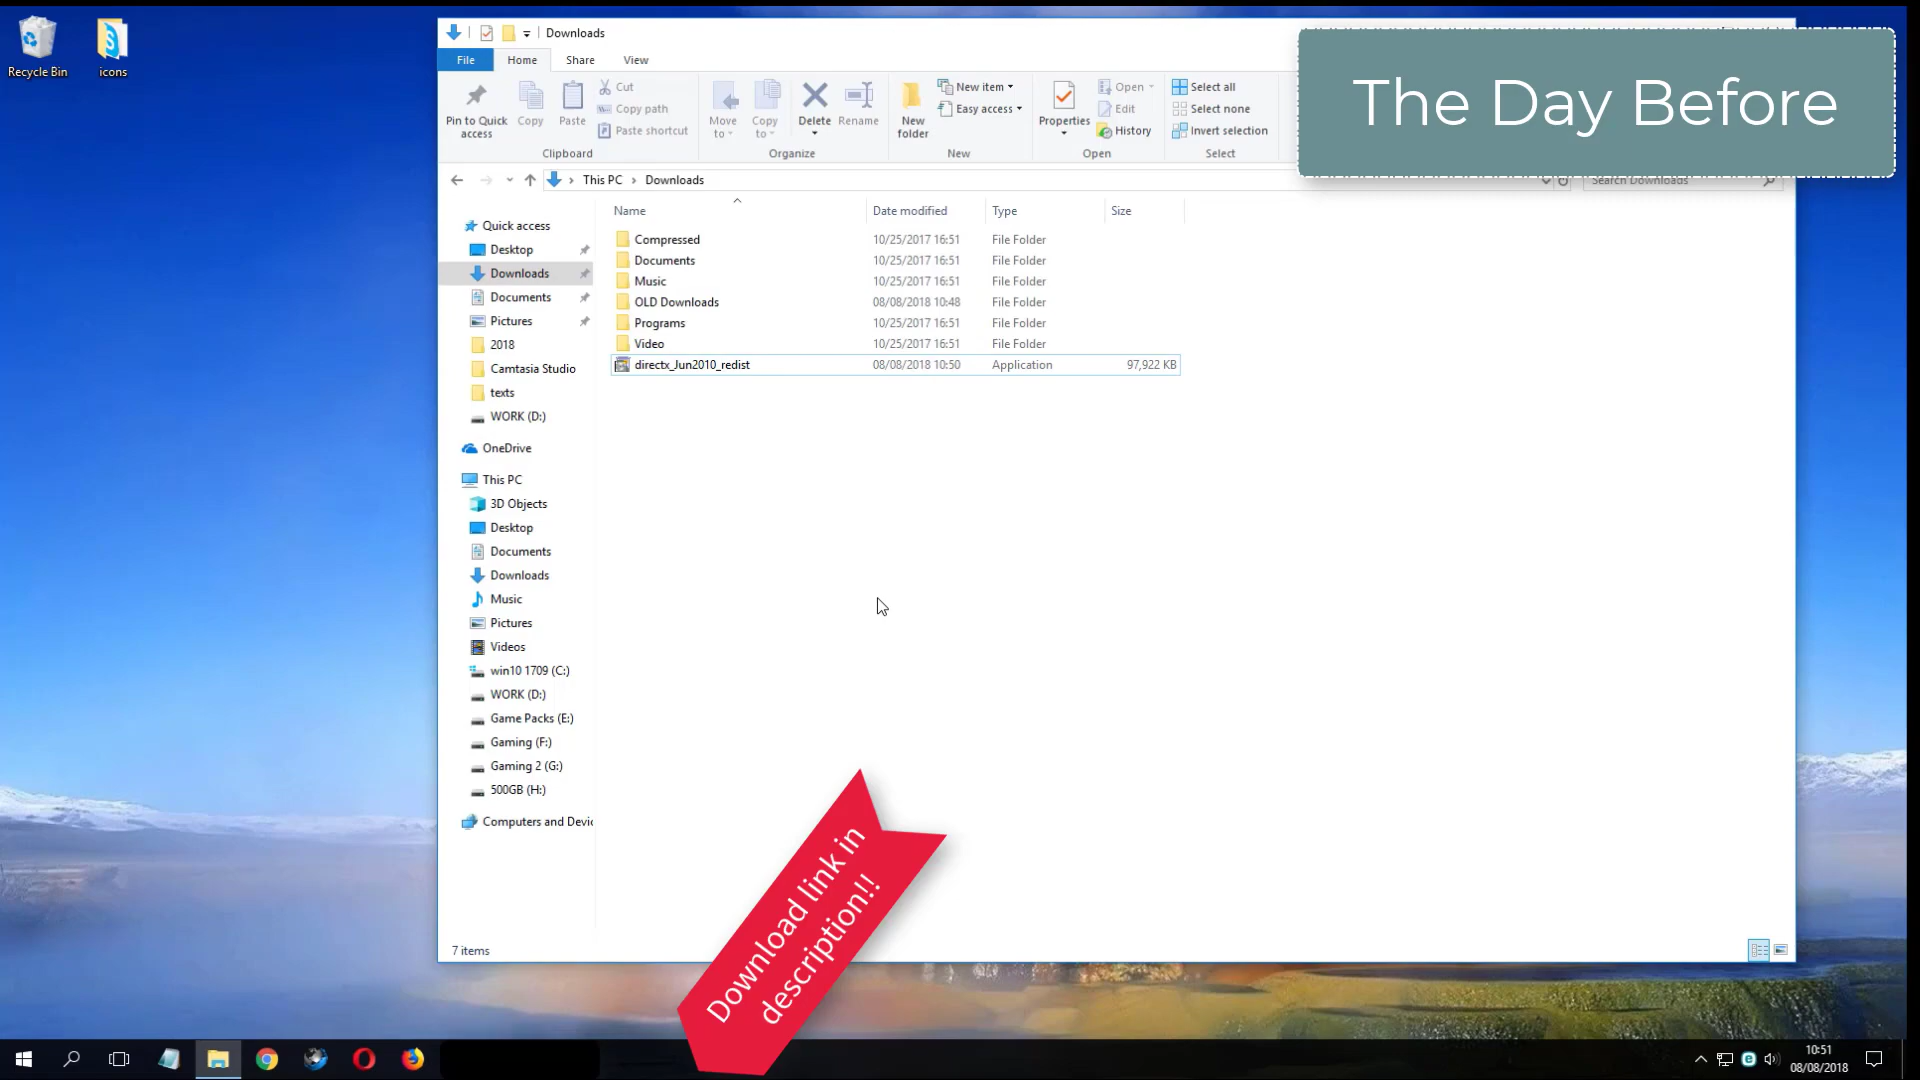 Recycle Bin
icons
Downloads
File
Home
Share
View
The Day Before
Pin to Quick access
Copy
Paste
Cut
Copy path
Paste shortcut
Clipboard
Move to
Copy to
Delete
Rename
Organize
New folder
New item
Easy access
New
Properties
Open
Edit
History
Open
Select all
Select none
Invert selection
Select
This PC
Downloads
Search Downloads
Name
Date modified
Type
Size
Compressed 10/25/2017 16:51 File Folder
Documents 10/25/2017 16:51 File Folder
Music 10/25/2017 16:51 File Folder
OLD Downloads 08/08/2018 10:48 File Folder
Programs 10/25/2017 16:51 File Folder
Video 10/25/2017 16:51 File Folder
directx_Jun2010_redist 08/08/2018 10:50 Application 97,922 KB
Quick access
Desktop
Downloads
Documents
Pictures
2018
Camtasia Studio
texts
WORK (D:)
OneDrive
This PC
3D Objects
Desktop
Documents
Downloads
Music
Pictures
Videos
win10 1709 (C:)
WORK (D:)
Game Packs (E:)
Gaming (F:)
Gaming 2 (G:)
500GB (H:)
Computers and Devic
7 items
Download link in
description!!
10:51
08/08/2018